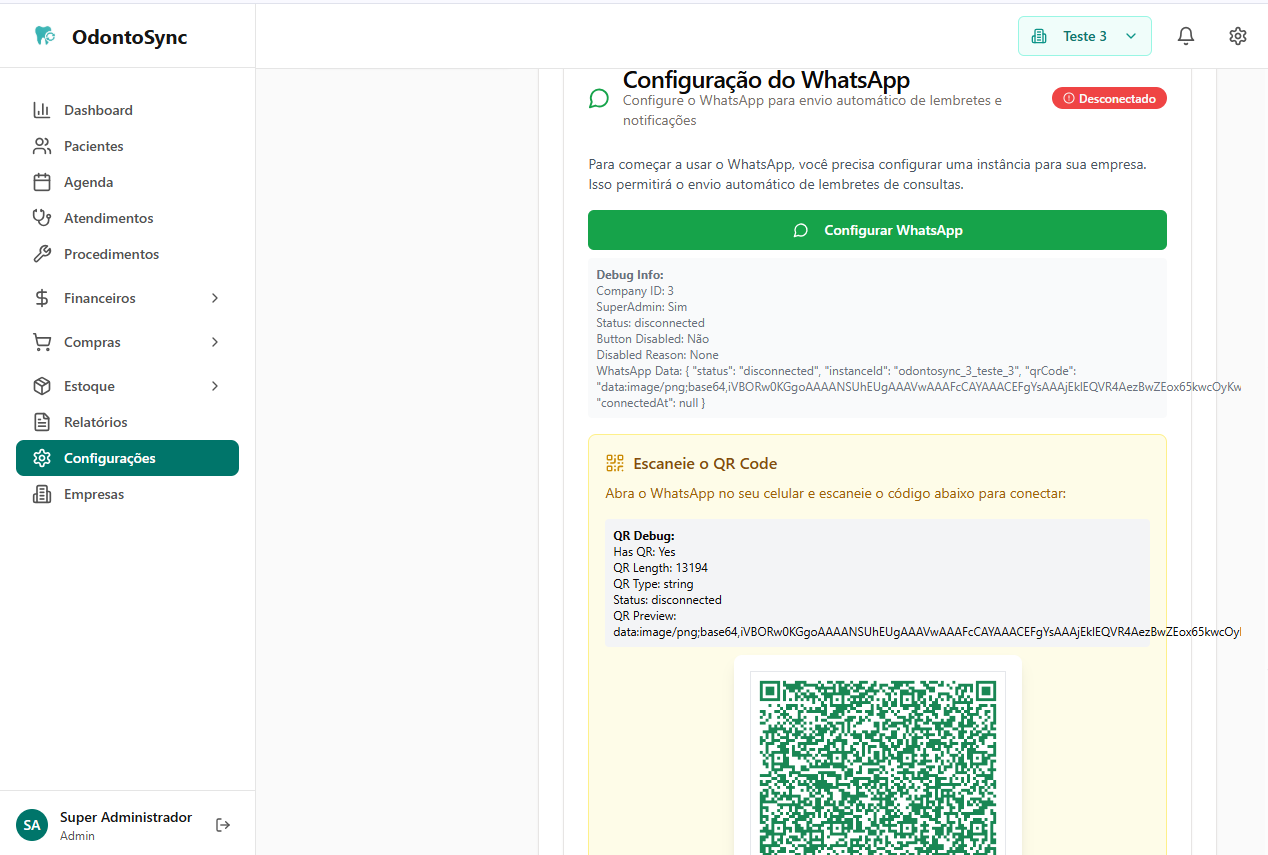 OdontoSync
Teste 3
Dashboard
Pacientes
Agenda
Atendimentos
Procedimentos
Financeiros
Compras
Estoque
Relatórios
Configurações
Empresas
SA
Super Administrador
Admin
Configuração do WhatsApp
Configure o WhatsApp para envio automático de lembretes e
notificações
Desconectado
Para começar a usar o WhatsApp, você precisa configurar uma instância para sua empresa.
Isso permitirá o envio automático de lembretes de consultas.
Configurar WhatsApp
Debug Info:
Company ID: 3
SuperAdmin: Sim
Status: disconnected
Button Disabled: Não
Disabled Reason: None
WhatsApp Data: { "status": "disconnected", "instanceId": "odontosync_3_teste_3", "qrCode":
"data:image/png;base64,iVBORw0KGgoAAAANSUhEUgAAAVwAAAFcCAYAAACEFgYsAAAjEklEQVR4AezBwZEox65kwcOyKw
"connectedAt": null }
Escaneie o QR Code
Abra o WhatsApp no seu celular e escaneie o código abaixo para conectar:
QR Debug:
Has QR: Yes
QR Length: 13194
QR Type: string
Status: disconnected
QR Preview:
data:image/png;base64,iVBORw0KGgoAAAANSUhEUgAAAVwAAAFcCAYAAACEFgYsAAAjEklEQVR4AezBwZEox65kwcOy